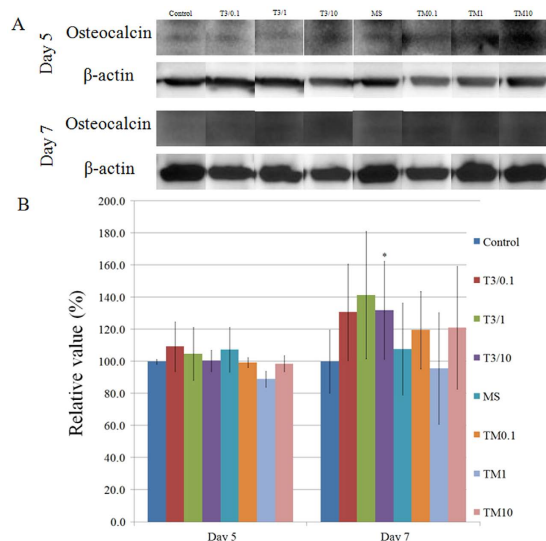 A
Control T3/0.1 T3/1 T3/10 MS TM0.1 TM1 TM10
Day 5
Osteocalcin
β-actin
Day 7
Osteocalcin
β-actin
B
Relative value (%)
200.0
180.0
160.0
140.0
120.0
100.0
80.0
60.0
40.0
20.0
0.0
*
Day 5 Day 7
Control
T3/0.1
T3/1
T3/10
MS
TM0.1
TM1
TM10